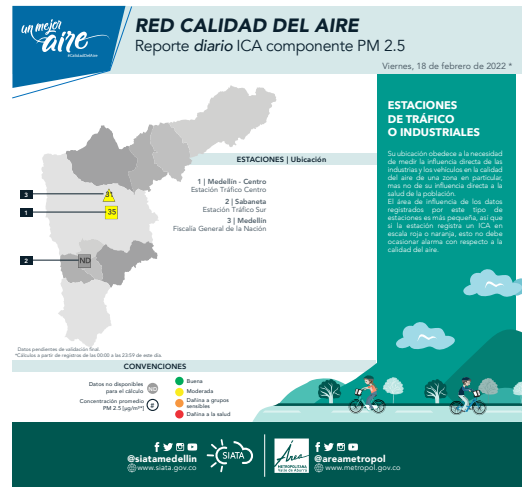 un mejor
aire
#CalidadDelAire
RED CALIDAD DEL AIRE
Reporte diario ICA componente PM 2.5
Viernes, 18 de febrero de 2022 *
ESTACIONES
DE TRÁFICO
O INDUSTRIALES
Su ubicación obedece a la necesidad
de medir la influencia directa de las
industrias y los vehículos en la calidad
del aire de una zona en particular,
mas no de su influencia directa a la
salud de la población.
El área de influencia de los datos
registrados por este tipo de
estaciones es más pequeña, así que
si la estación registra un ICA en
escala roja o naranja, esto no debe
ocasionar alarma con respecto a la
calidad del aire.
ESTACIONES | Ubicación
1 | Medellín - Centro
Estación Tráfico Centro
2 | Sabaneta
Estación Tráfico Sur
3 | Medellín
Fiscalía General de la Nación
3
31
1
35
2
ND
Datos pendientes de validación final.
*Cálculos a partir de registros de las 00:00 a las 23:59 de este día.
CONVENCIONES
Datos no disponibles
para el cálculo
ND
Concentración promedio
PM 2.5 [µg/m³*]
#
Buena
Moderada
Dañina a grupos
sensibles
Dañina a la salud
@siatamedellin
www.siata.gov.co
SIATA
Área
METROPOLITANA
Valle de Aburrá
@areametropol
www.metropol.gov.co